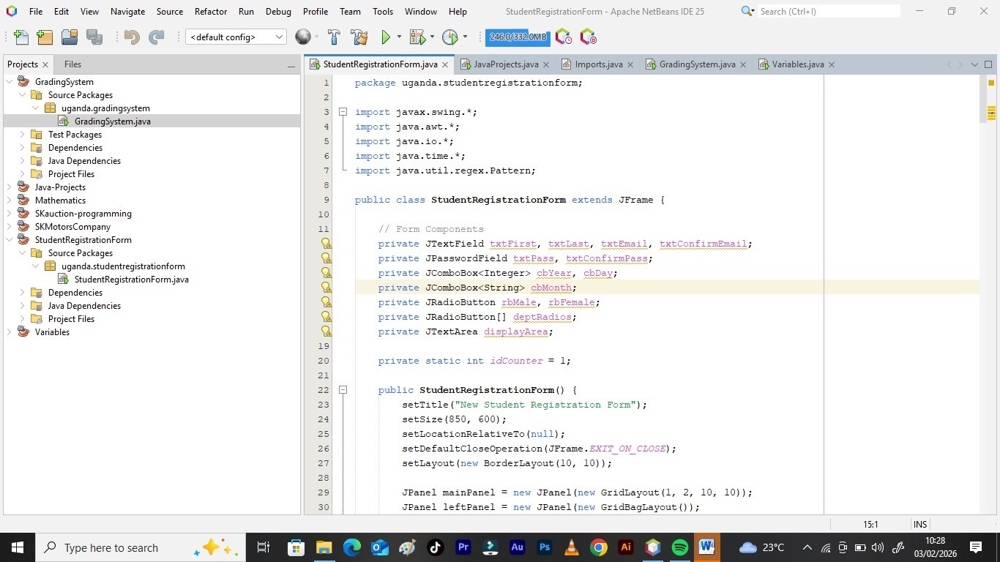 File Edit View Navigate Source Refactor Run Debug Profile Team Tools Window Help StudentRegistrationForm - Apache NetBeans IDE 25 Search (Ctrl+I)
<default config> 246.0/332.0MB
Projects Files
GradingSystem
Source Packages
uganda.gradingsystem
GradingSystem.java
Test Packages
Dependencies
Java Dependencies
Project Files
Java-Projects
Mathematics
SKauction-programming
SKMotorsCompany
StudentRegistrationForm
Source Packages
uganda.studentregistrationform
StudentRegistrationForm.java
Dependencies
Java Dependencies
Project Files
Variables
StudentRegistrationForm.java JavaProjects.java Imports.java GradingSystem.java Variables.java
1 package uganda.studentregistrationform;
2
3 import javax.swing.*;
4 import java.awt.*;
5 import java.io.*;
6 import java.time.*;
7 import java.util.regex.Pattern;
8
9 public class StudentRegistrationForm extends JFrame {
10
11 // Form Components
private JTextField txtFirst, txtLast, txtEmail, txtConfirmEmail;
private JPasswordField txtPass, txtConfirmPass;
private JComboBox<Integer> cbYear, cbDay;
private JComboBox<String> cbMonth;
private JRadioButton rbMale, rbFemale;
private JRadioButton[] deptRadios;
private JTextArea displayArea;
19
20 private static int idCounter = 1;
21
22 public StudentRegistrationForm() {
23 setTitle("New Student Registration Form");
24 setSize(850, 600);
25 setLocationRelativeTo(null);
26 setDefaultCloseOperation(JFrame.EXIT_ON_CLOSE);
27 setLayout(new BorderLayout(10, 10));
28
29 JPanel mainPanel = new JPanel(new GridLayout(1, 2, 10, 10));
30 JPanel leftPanel = new JPanel(new GridBagLayout());
15:1 INS
Type here to search Pr Au Ps Ai W 23°C 10:28
03/02/2026